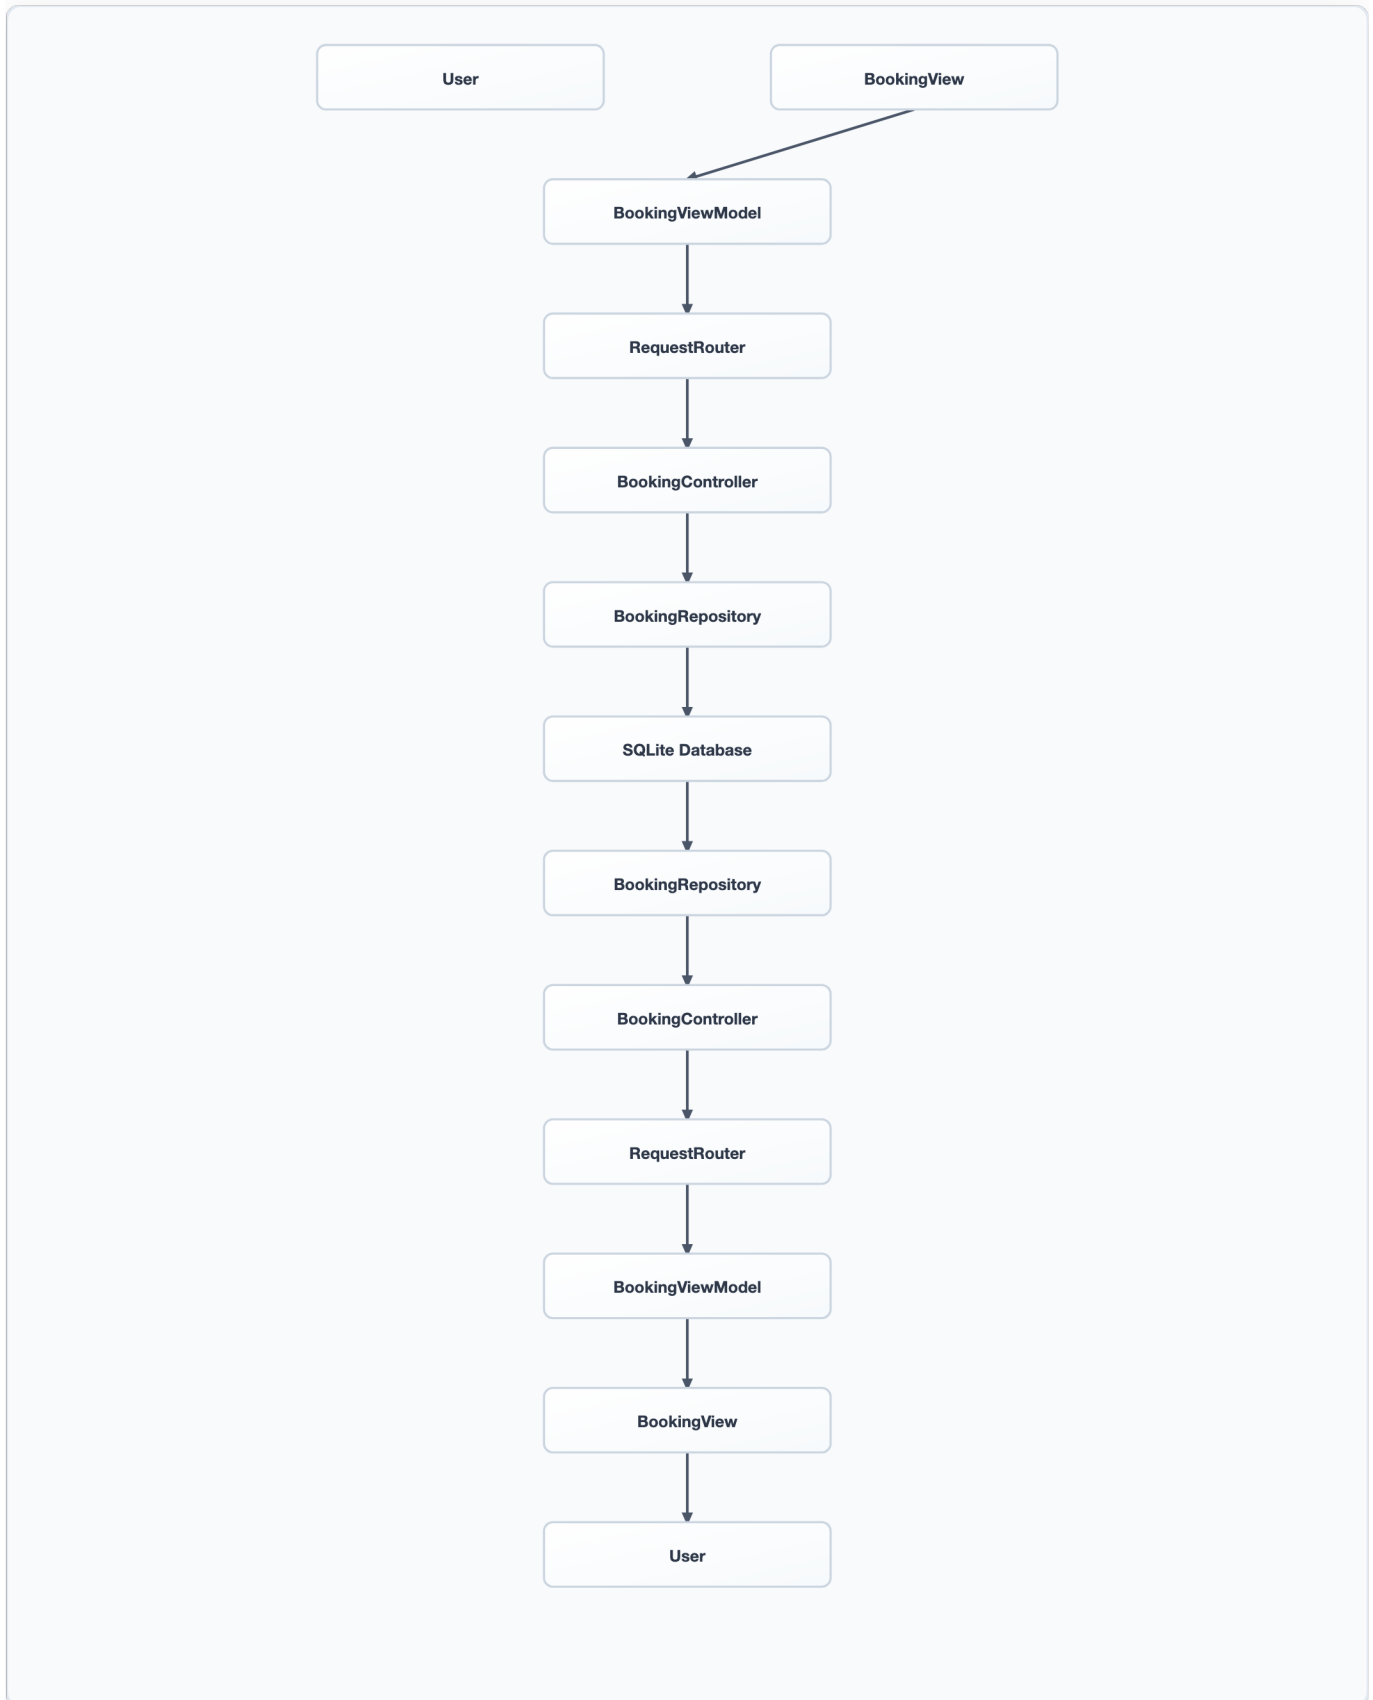 User
BookingView
BookingViewModel
RequestRouter
BookingController
BookingRepository
SQLite Database
BookingRepository
BookingController
RequestRouter
BookingViewModel
BookingView
User